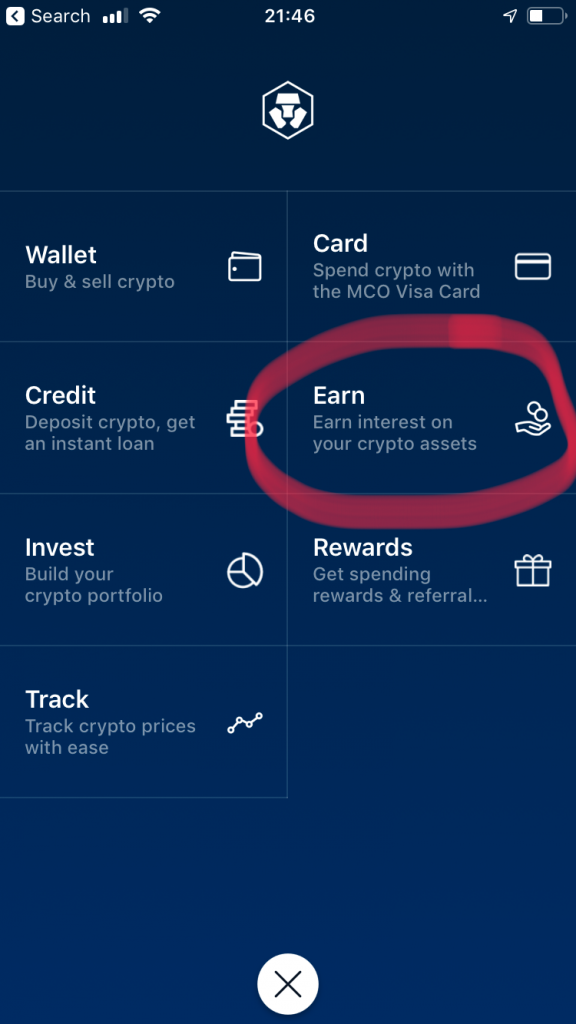 Search
21:46
Wallet
Buy & sell crypto
Card
Spend crypto with
the MCO Visa Card
Credit
Deposit crypto, get
an instant loan
Earn
Earn interest on
your crypto assets
Invest
Build your
crypto portfolio
Rewards
Get spending
rewards & referral...
Track
Track crypto prices
with ease